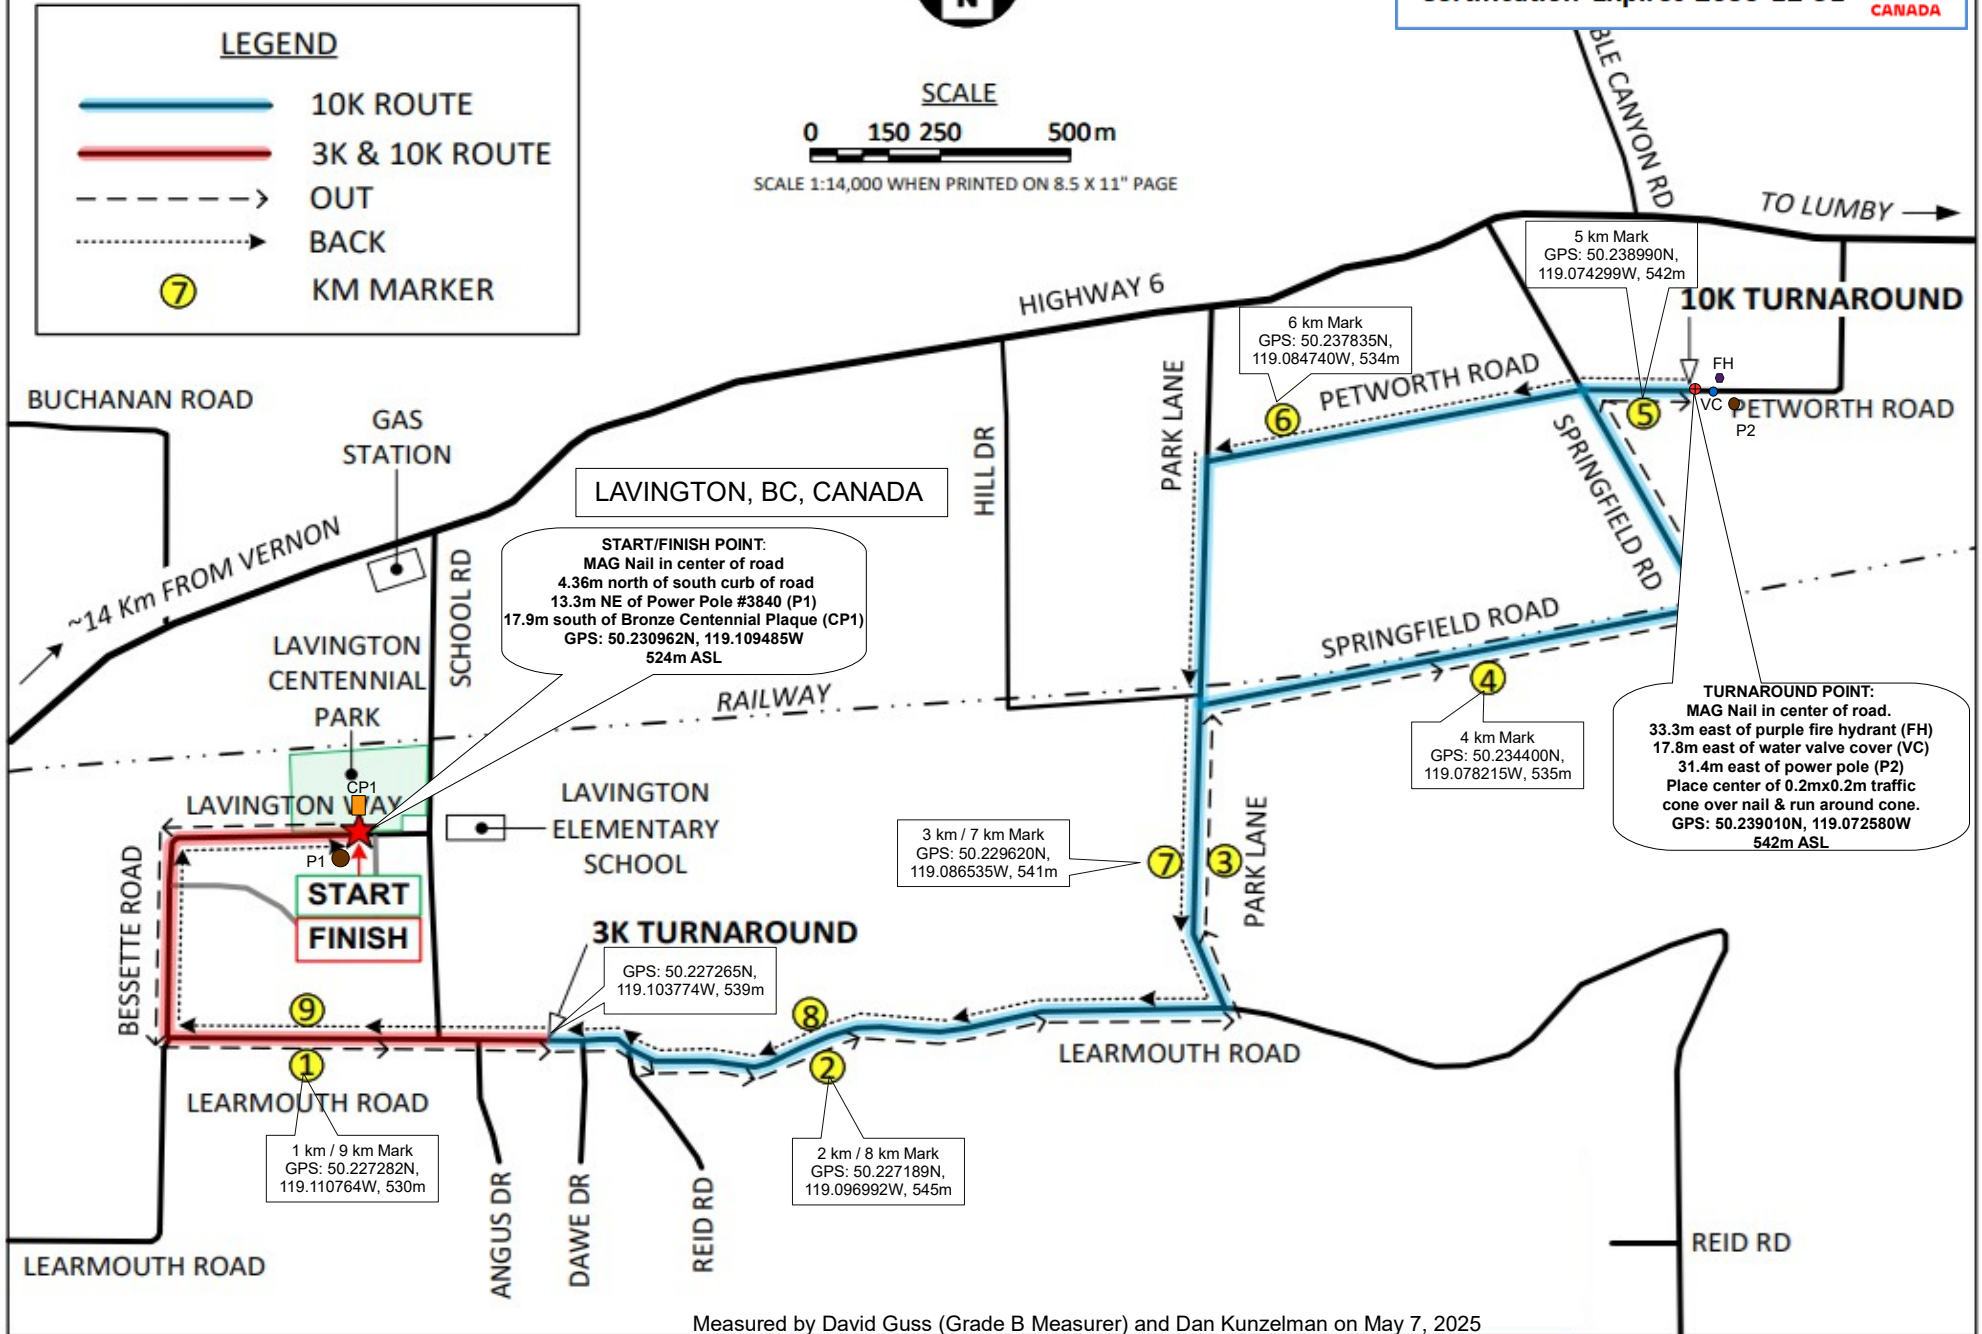 N
CANADA
LEGEND
10K ROUTE
3K & 10K ROUTE
OUT
BACK
7
KM MARKER
SCALE
0 150 250 500m
SCALE 1:14,000 WHEN PRINTED ON 8.5 X 11" PAGE
BLE CANYON RD
TO LUMBY
5 km Mark
GPS: 50.238990N,
119.074299W, 542m
10K TURNAROUND
HIGHWAY 6
6 km Mark
GPS: 50.237835N,
119.084740W, 534m
PETWORTH ROAD
6
5
FH
VC
P2
PETWORTH ROAD
BUCHANAN ROAD
GAS
STATION
PARK LANE
HILL DR
SPRINGFIELD RD
LAVINGTON, BC, CANADA
~14 Km FROM VERNON
SCHOOL RD
START/FINISH POINT:
MAG Nail in center of road
4.36m north of south curb of road
13.3m NE of Power Pole #3840 (P1)
17.9m south of Bronze Centennial Plaque (CP1)
GPS: 50.230962N, 119.109485W
524m ASL
SPRINGFIELD ROAD
LAVINGTON
CENTENNIAL
PARK
RAILWAY
4
4 km Mark
GPS: 50.234400N,
119.078215W, 535m
TURNAROUND POINT:
MAG Nail in center of road.
33.3m east of purple fire hydrant (FH)
17.8m east of water valve cover (VC)
31.4m east of power pole (P2)
Place center of 0.2mx0.2m traffic
cone over nail & run around cone.
GPS: 50.239010N, 119.072580W
542m ASL
CP1
LAVINGTON WAY
P1
LAVINGTON
ELEMENTARY
SCHOOL
3 km / 7 km Mark
GPS: 50.229620N,
119.086535W, 541m
7
3
PARK LANE
BESSETTE ROAD
START
FINISH
3K TURNAROUND
GPS: 50.227265N,
119.103774W, 539m
9
1
8
2
LEARMOUTH ROAD
LEARMOUTH ROAD
1 km / 9 km Mark
GPS: 50.227282N,
119.110764W, 530m
2 km / 8 km Mark
GPS: 50.227189N,
119.096992W, 545m
ANGUS DR
DAWE DR
REID RD
REID RD
LEARMOUTH ROAD
Measured by David Guss (Grade B Measurer) and Dan Kunzelman on May 7, 2025